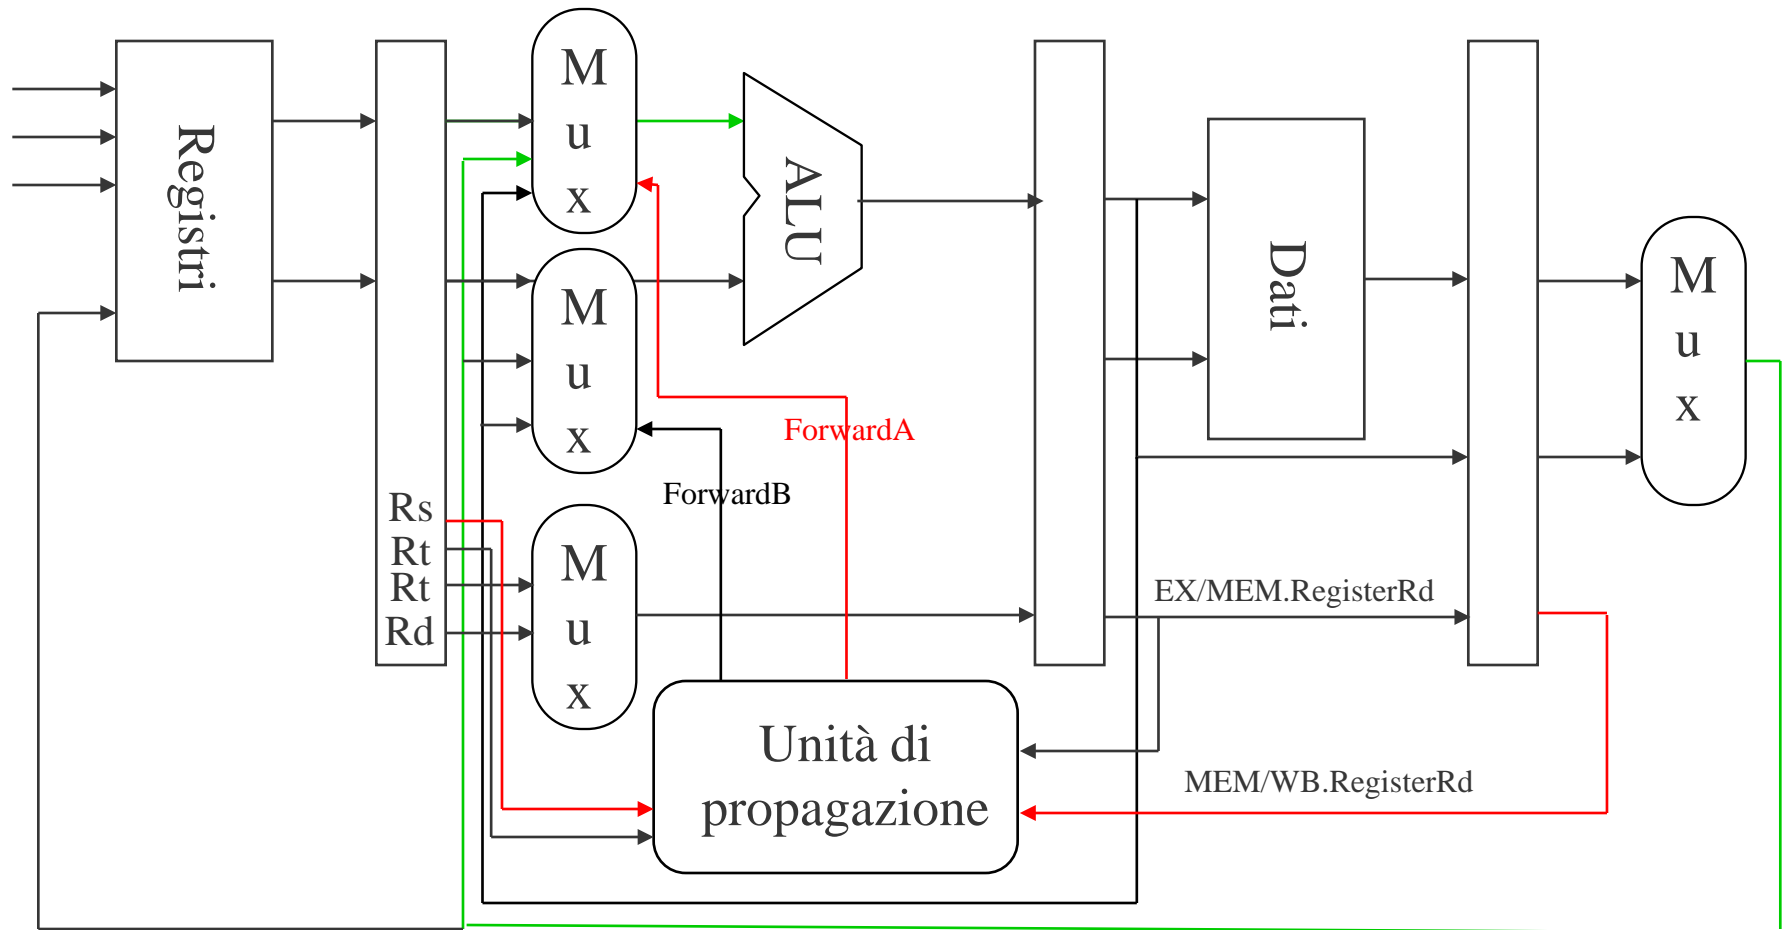 Registri
M
u
x
ALU
M
u
x
ForwardA
ForwardB
Rs
Rt
Rt
Rd
M
u
x
Dati
M
u
x
EX/MEM.RegisterRd
MEM/WB.RegisterRd
Unità di
propagazione